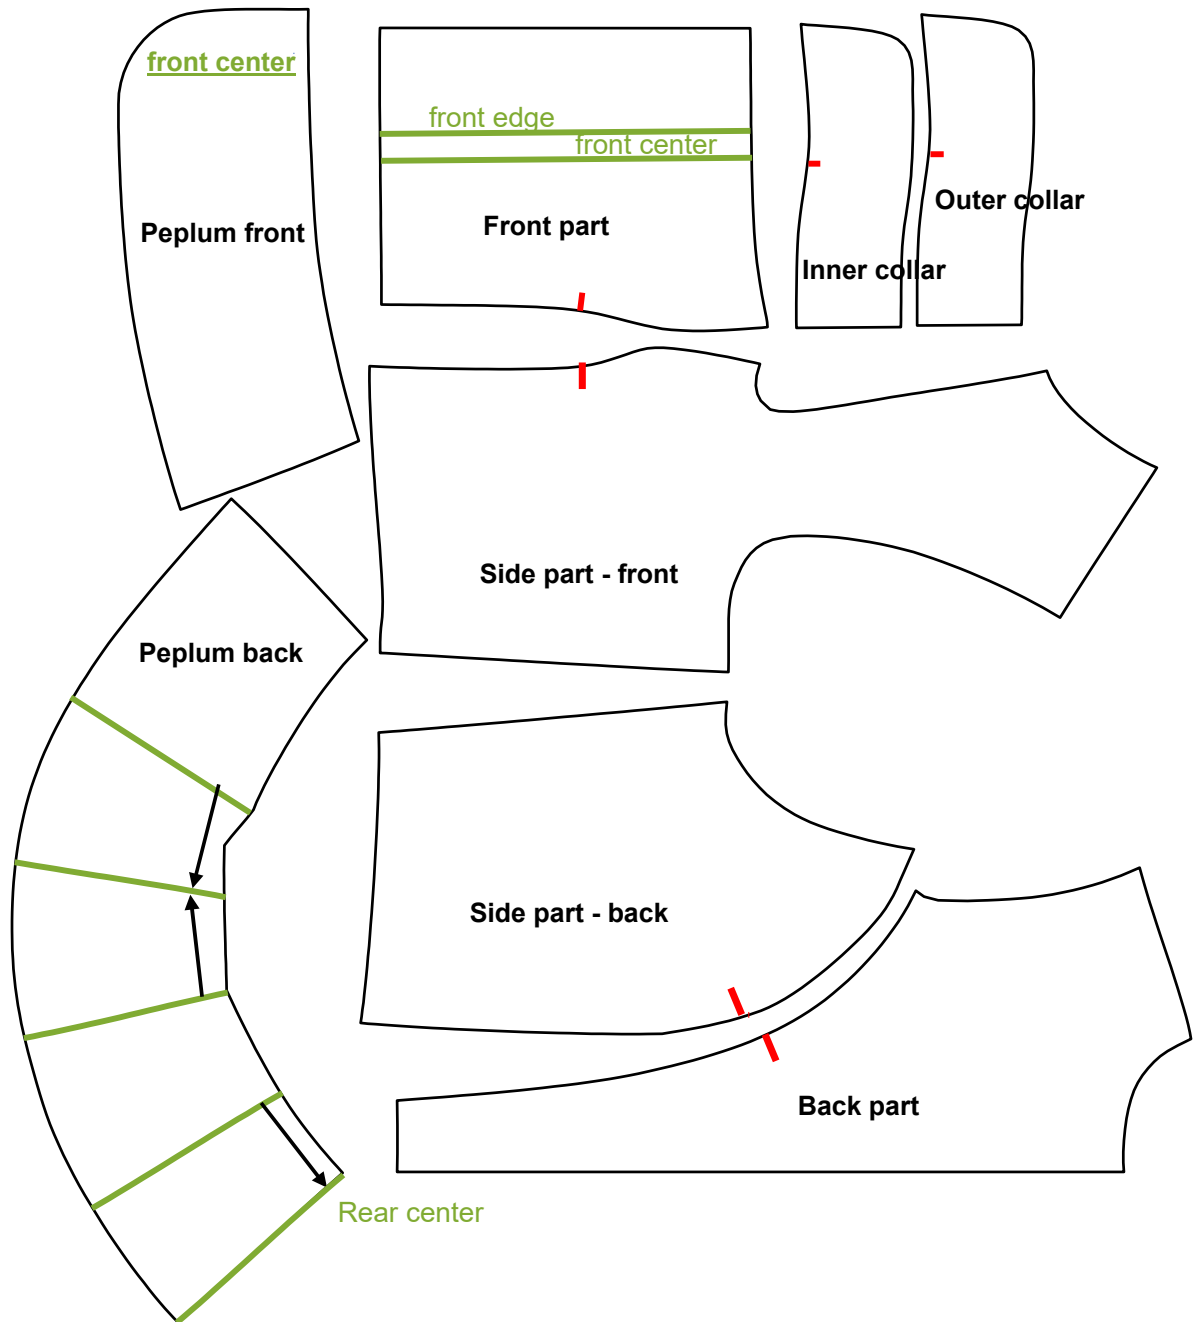 front center
front edge
front center
Peplum front
Front part
Outer collar
Inner collar
Side part - front
Peplum back
Side part - back
Back part
Rear center